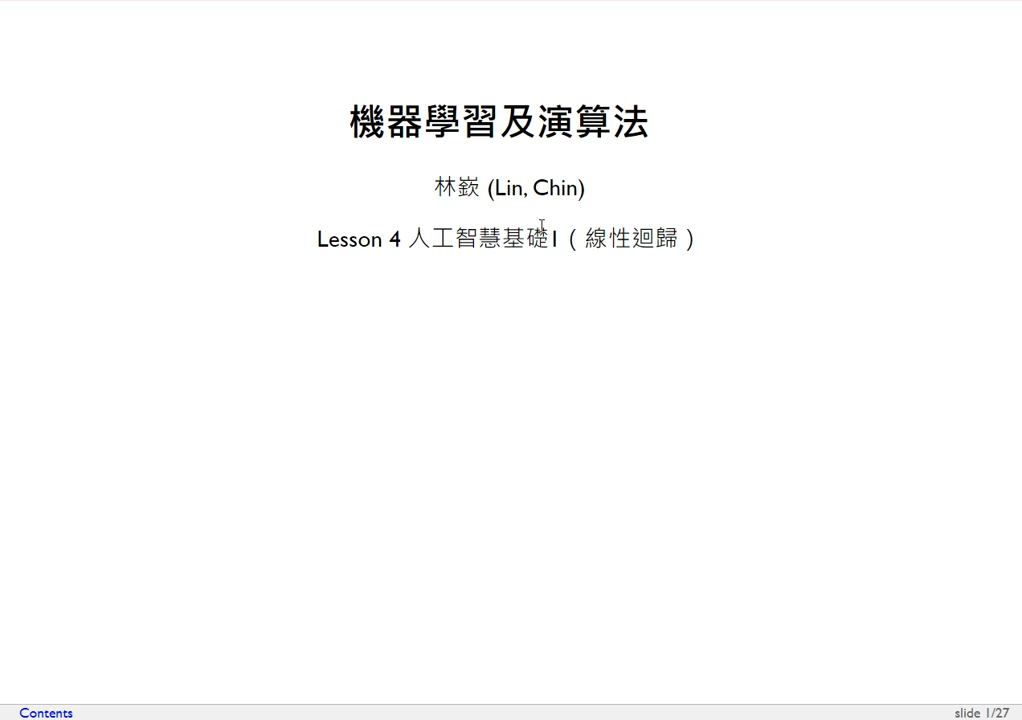 機器學習及演算法
林嶔 (Lin, Chin)
Lesson 4 人工智慧基礎1（線性迴歸）
Contents
slide 1/27